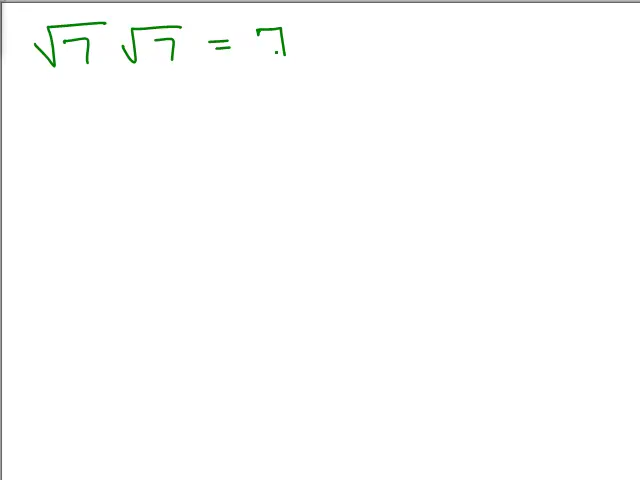 √7 √7 = 7